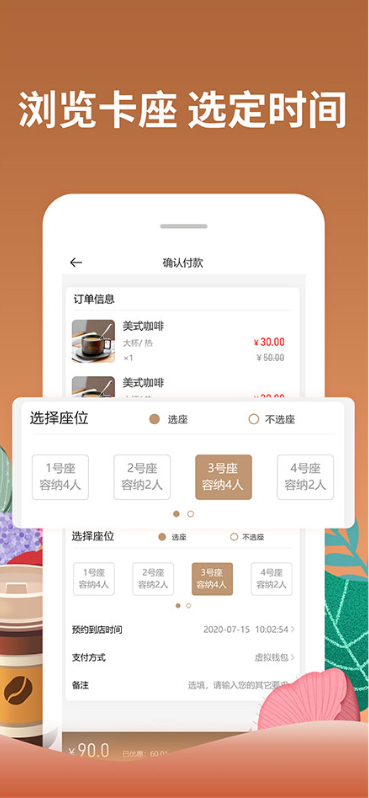 浏览卡座 选定时间
确认付款
订单信息
美式咖啡
大杯/ 热
¥30.00
×1
¥50.00
美式咖啡
选择座位 选座 不选座
1号座 2号座 3号座 4号座
容纳4人 容纳2人 容纳4人 容纳2人
选择座位 选座 不选座
1号座 2号座 3号座 4号座
容纳4人 容纳2人 容纳4人 容纳2人
预约到店时间 2020-07-15 10:02:54
支付方式 虚拟钱包
备注 选填，请输入您的其它要求
¥90.0 已优惠：60.0